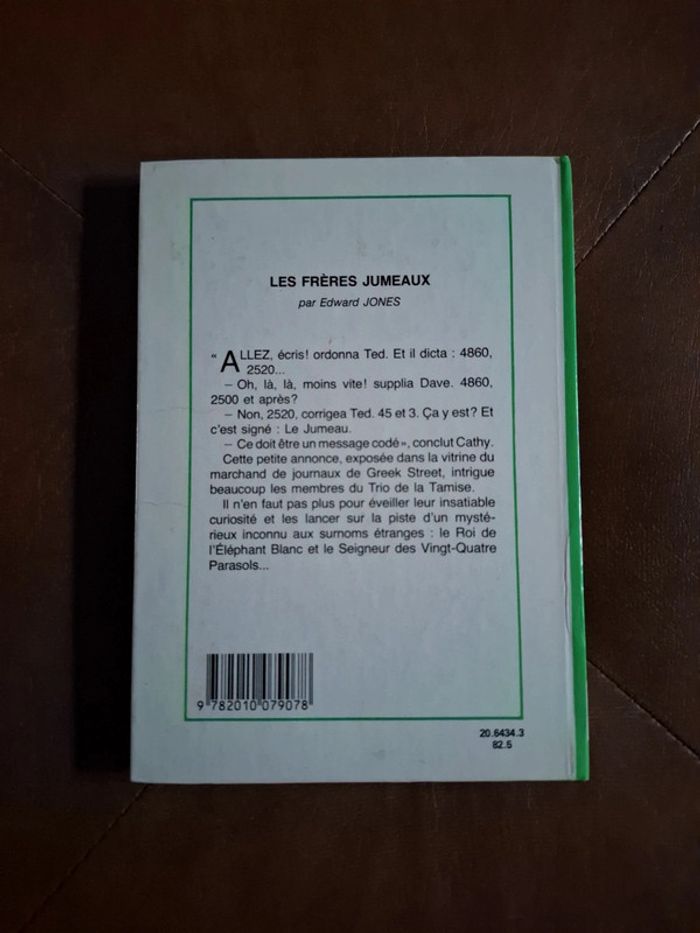 LES FRÈRES JUMEAUX
par Edward JONES
« ALLEZ, écris! ordonna Ted. Et il dicta : 4860,
2520...
– Oh, là, là, moins vite! supplia Dave. 4860,
2500 et après?
– Non, 2520, corrigea Ted. 45 et 3. Ça y est? Et
c'est signé : Le Jumeau.
– Ce doit être un message codé», conclut Cathy.
Cette petite annonce, exposée dans la vitrine du
marchand de journaux de Greek Street, intrigue
beaucoup les membres du Trio de la Tamise.
Il n'en faut pas plus pour éveiller leur insatiable
curiosité et les lancer sur la piste d'un mysté-
rieux inconnu aux surnoms étranges : le Roi de
l'Éléphant Blanc et le Seigneur des Vingt-Quatre
Parasols...
9 782010 079078
20.6434.3
82.5